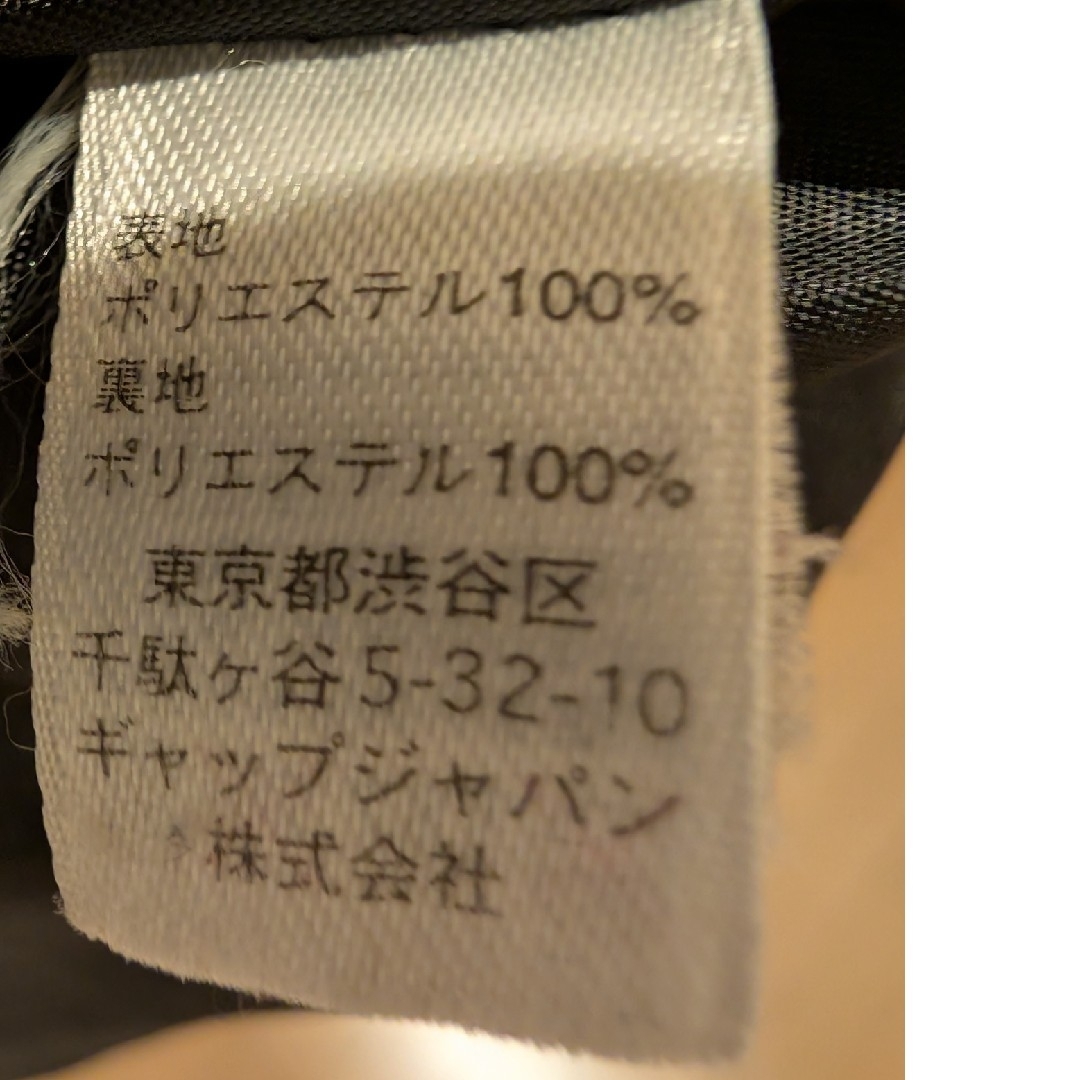 表地
ポリエステル100%
裏地
ポリエステル100%
東京都渋谷区
千駄ヶ谷5-32-10
ギャップジャパン
株式会社